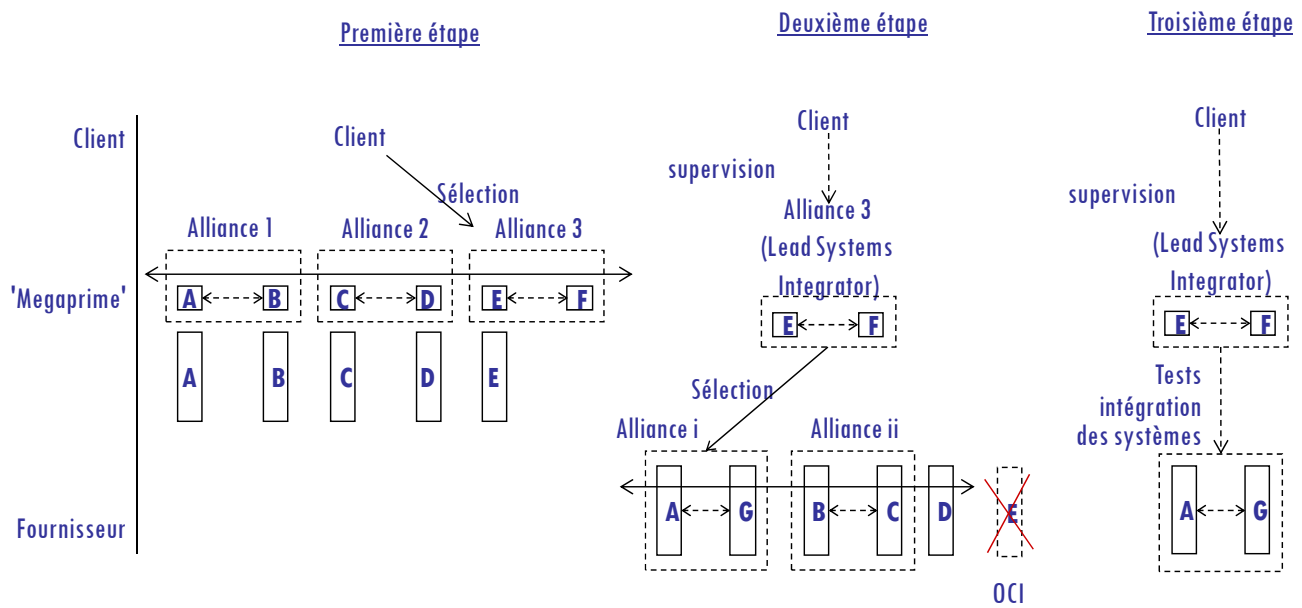 Première étape
Deuxième étape
Troisième étape
Client
'Megaprime'
Fournisseur
Client
Sélection
Alliance 1
Alliance 2
Alliance 3
A
B
C
D
E
F
A
B
C
D
E
Client
supervision
Alliance 3
(Lead Systems
Integrator)
E
F
Sélection
Alliance i
Alliance ii
A
G
B
C
D
E
OCI
Client
supervision
(Lead Systems
Integrator)
E
F
Tests
intégration
des systèmes
A
G